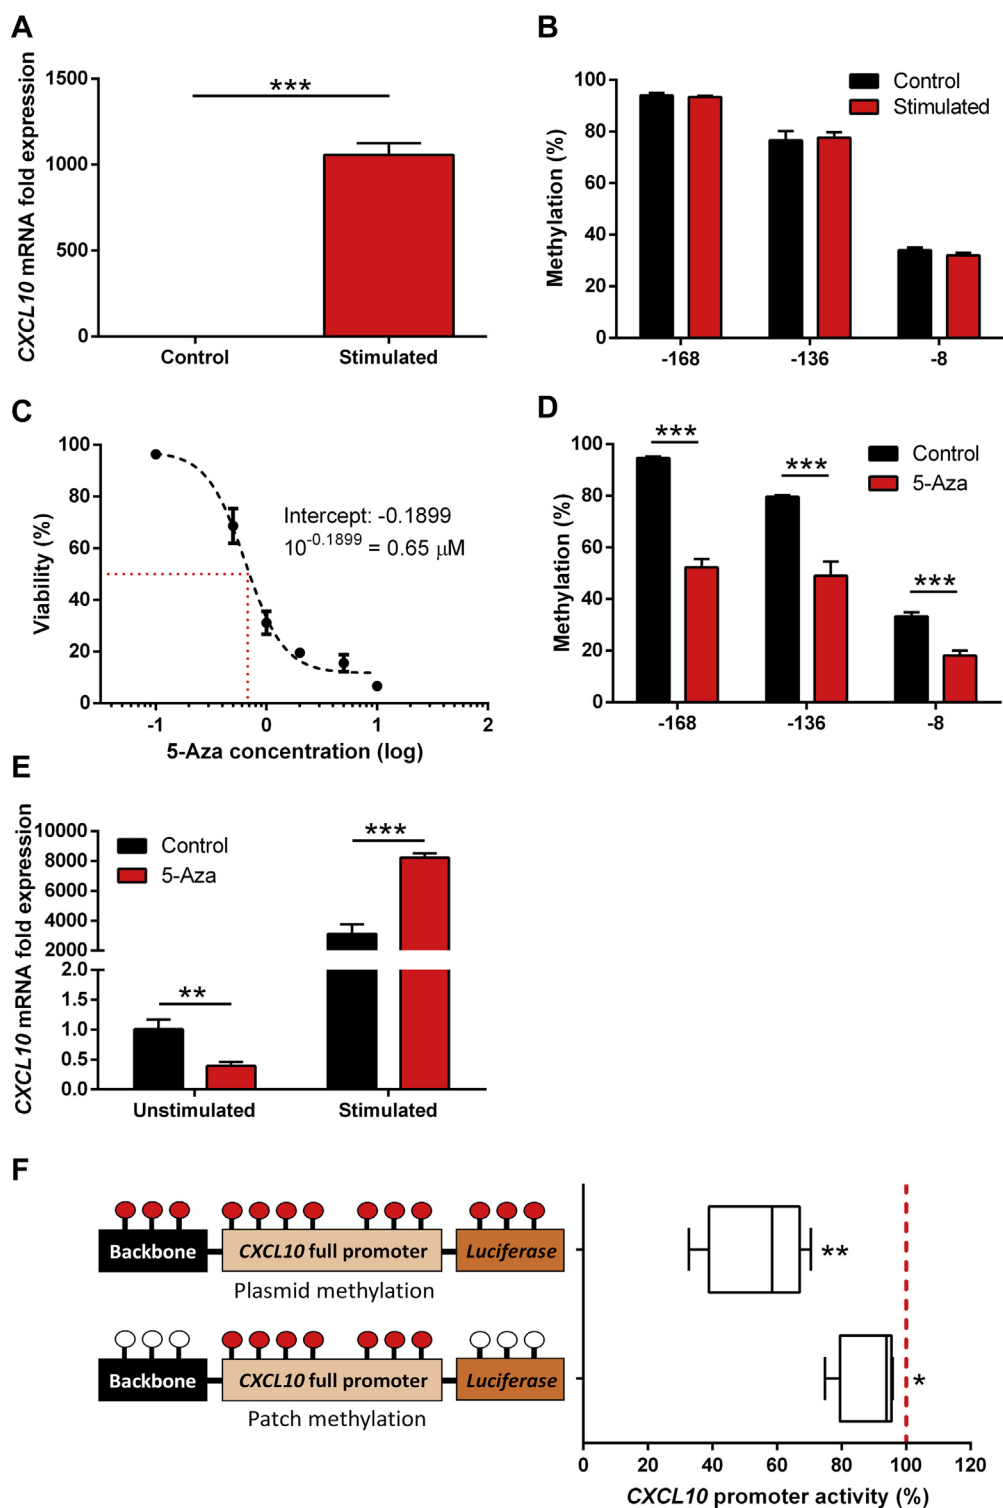 A
CXCL10 mRNA fold expression
1500
1000
500
0
***
Control
Stimulated
B
Methylation (%)
100
80
60
40
20
0
Control
Stimulated
-168
-136
-8
C
Viability (%)
100
80
60
40
20
0
Intercept: -0.1899
10^-0.1899 = 0.65 μM
-1
0
1
2
5-Aza concentration (log)
D
Methylation (%)
100
80
60
40
20
0
***
***
***
Control
5-Aza
-168
-136
-8
E
CXCL10 mRNA fold expression
10000
8000
6000
4000
2000
2.0
1.5
1.0
0.5
0.0
Control
5-Aza
**
***
Unstimulated
Stimulated
F
Backbone
CXCL10 full promoter
Luciferase
Plasmid methylation
Backbone
CXCL10 full promoter
Luciferase
Patch methylation
**
*
0
20
40
60
80
100
120
CXCL10 promoter activity (%)